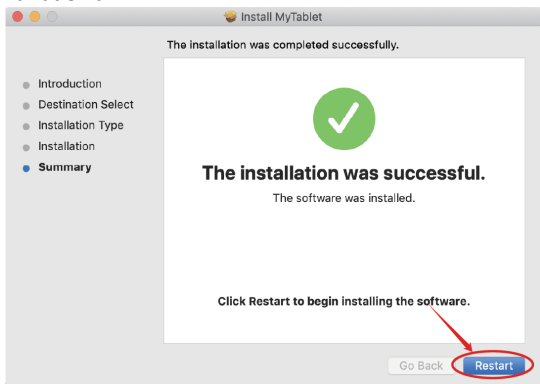 Install MyTablet
The installation was completed successfully.
Introduction
Destination Select
Installation Type
Installation
Summary
The installation was successful.
The software was installed.
Click Restart to begin installing the software.
Go Back
Restart